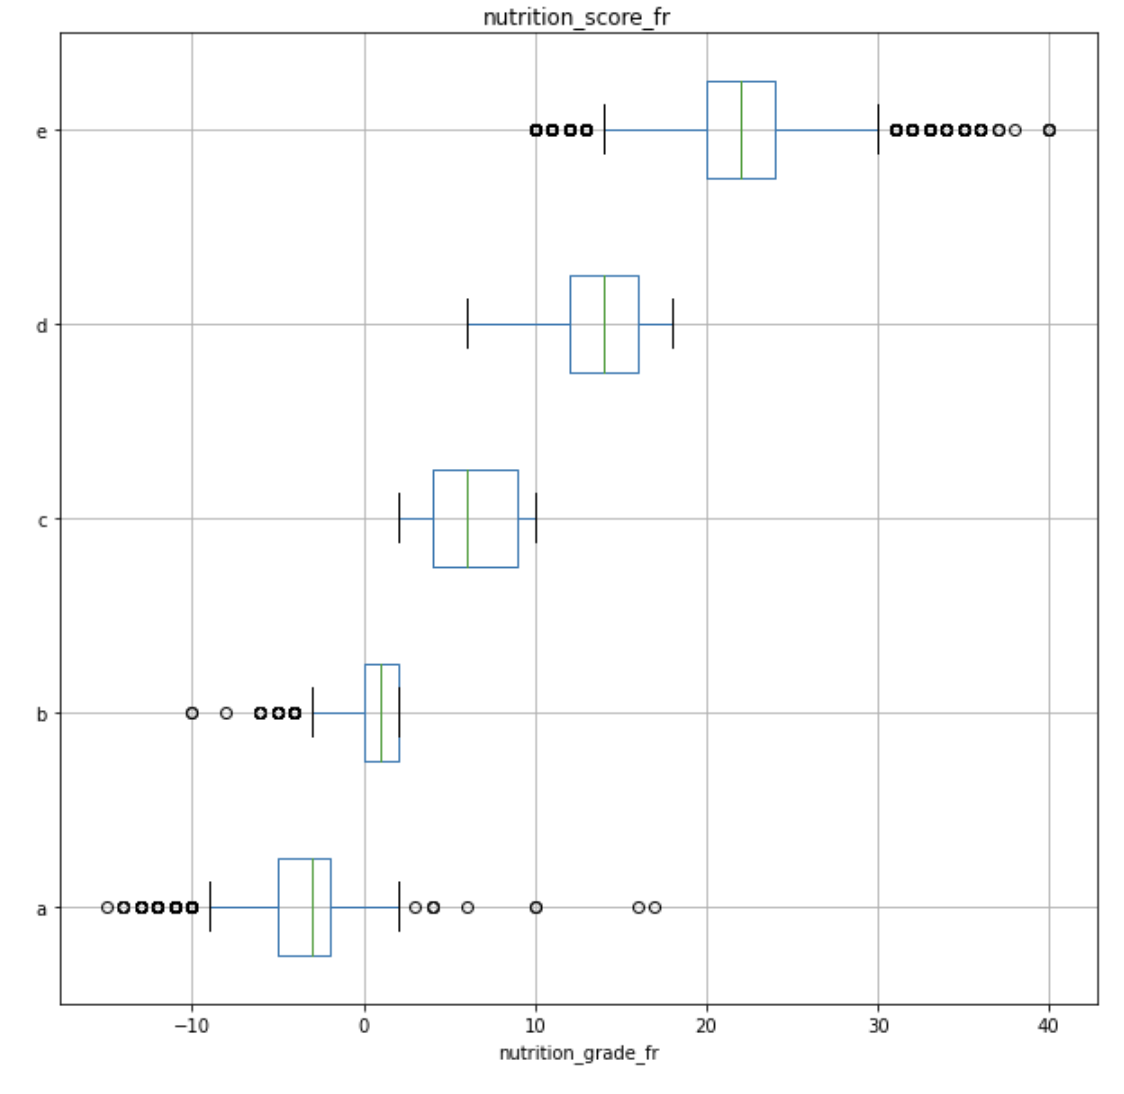 nutrition_score_fr
e
d
c
b
a
−10 0 10 20 30 40
nutrition_grade_fr